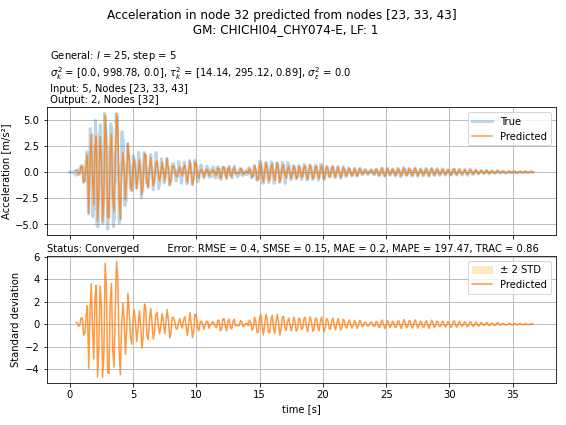 Acceleration in node 32 predicted from nodes [23, 33, 43]
GM: CHICHI04_CHY074-E, LF: 1
General: l = 25, step = 5
σ²ₖ = [0.0, 998.78, 0.0], τ²ₖ = [14.14, 295.12, 0.89], σ²ε = 0.0
Input: 5, Nodes [23, 33, 43]
Output: 2, Nodes [32]
True
Predicted
Acceleration [m/s²]
5.0
2.5
0.0
−2.5
−5.0
Status: Converged Error: RMSE = 0.4, SMSE = 0.15, MAE = 0.2, MAPE = 197.47, TRAC = 0.86
± 2 STD
Predicted
Standard deviation
6
4
2
0
−2
−4
0 5 10 15 20 25 30 35
time [s]